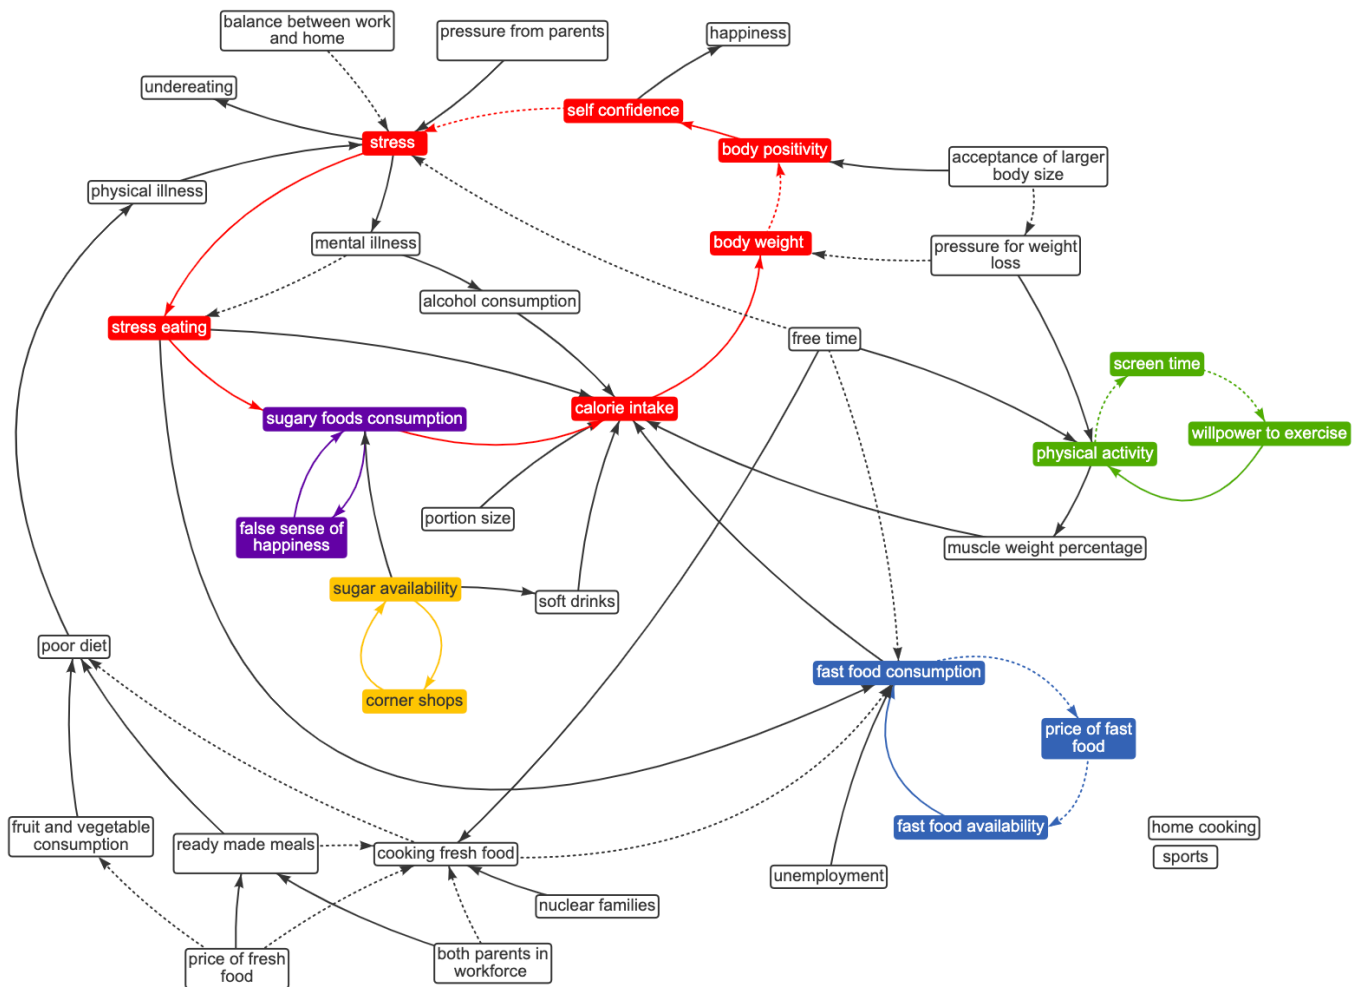 balance between work
and home
pressure from parents
happiness
undereating
self confidence
stress
body positivity
acceptance of larger
body size
physical illness
mental illness
body weight
pressure for weight
loss
alcohol consumption
stress eating
free time
screen time
calorie intake
sugary foods consumption
willpower to exercise
physical activity
portion size
false sense of
happiness
muscle weight percentage
sugar availability
soft drinks
poor diet
fast food consumption
corner shops
price of fast
food
fruit and vegetable
consumption
ready made meals
cooking fresh food
fast food availability
home cooking
sports
unemployment
nuclear families
price of fresh
food
both parents in
workforce